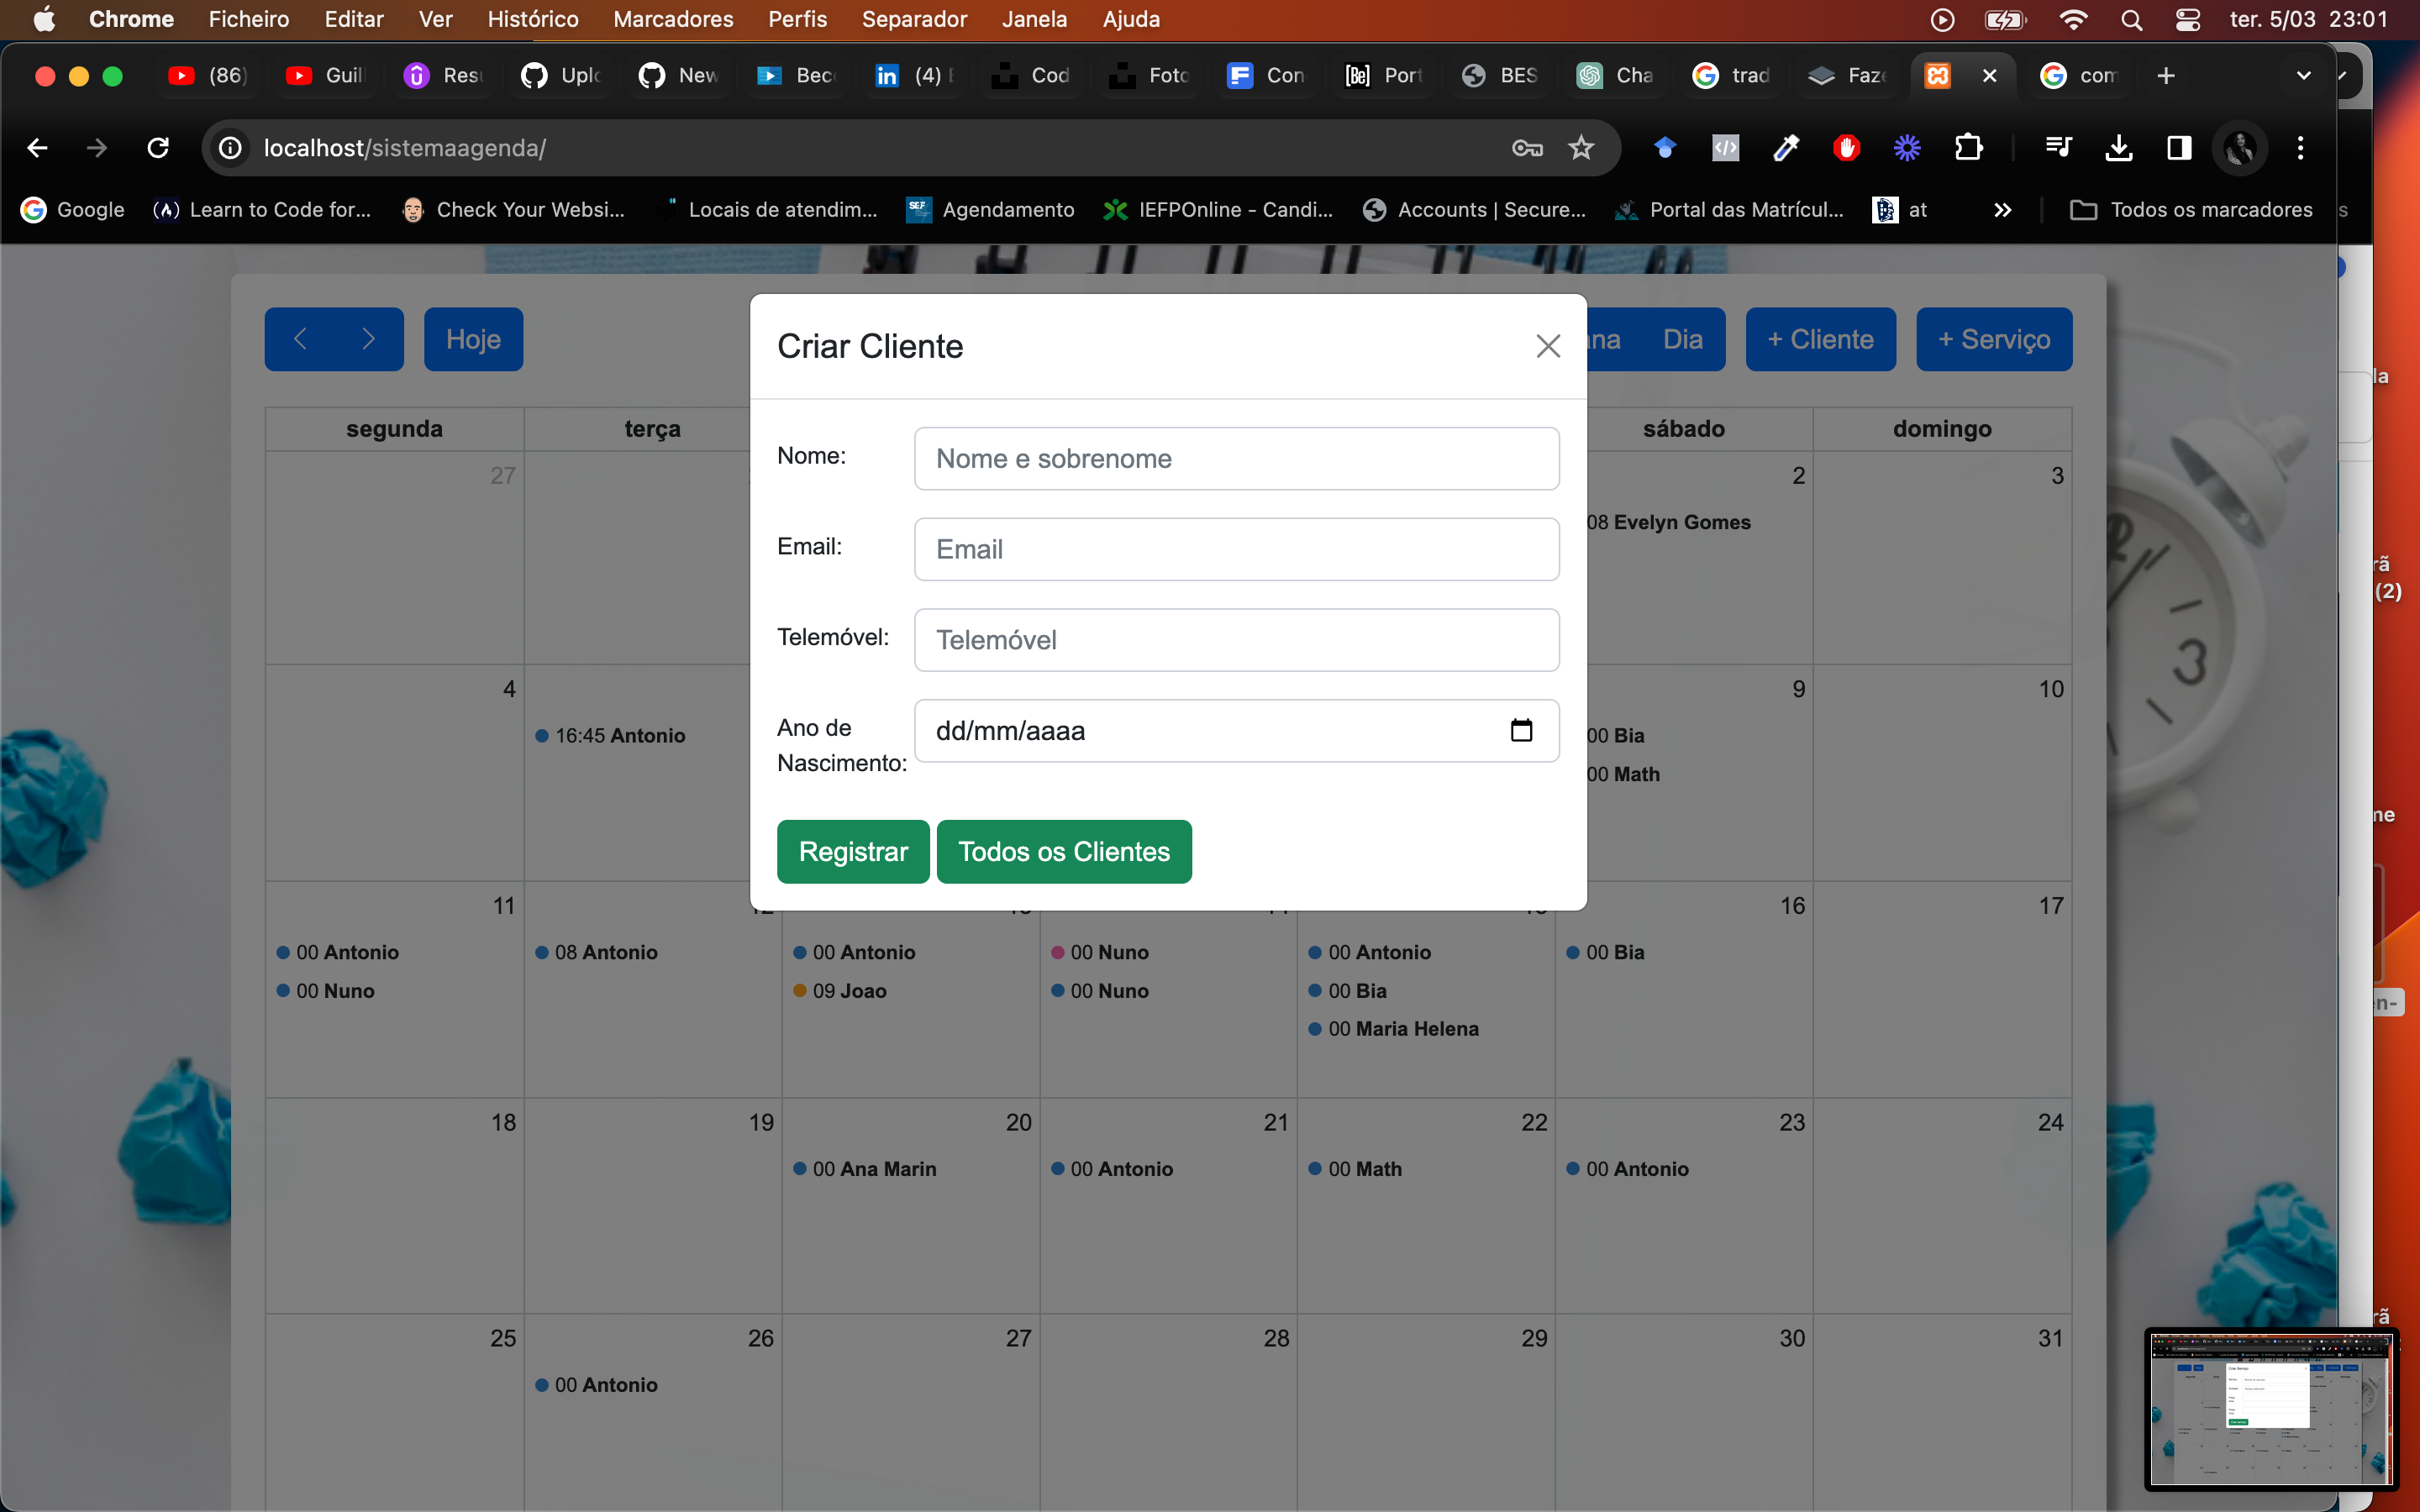 Chrome Ficheiro Editar Ver Histórico Marcadores Perfis Separador Janela Ajuda ter. 5/03 23:01
(86) Guil Resu Uplo New Bec (4) Cod Foto Con [Be] Port BES Cha trad Faze com
localhost/sistemaagenda/
Google Learn to Code for... Check Your Websi... Locais de atendim... SEF Agendamento IEFPOnline - Candi... Accounts | Secure... Portal das Matrícul... at Todos os marcadores
Hoje
Dia
+ Cliente
+ Serviço
Criar Cliente
Nome: Nome e sobrenome
Email: Email
Telemóvel: Telemóvel
Ano de
Nascimento:
dd/mm/aaaa
Registrar
Todos os Clientes
segunda terça sábado domingo
27 2 3
08 Evelyn Gomes
4 9 10
16:45 Antonio
00 Bia
00 Math
11 16 17
00 Antonio 08 Antonio 00 Antonio 00 Nuno 00 Antonio 00 Bia
00 Nuno 09 Joao 00 Nuno 00 Bia
00 Maria Helena
18 19 20 21 22 23 24
00 Ana Marin 00 Antonio 00 Math 00 Antonio
25 26 27 28 29 30 31
00 Antonio
(2)